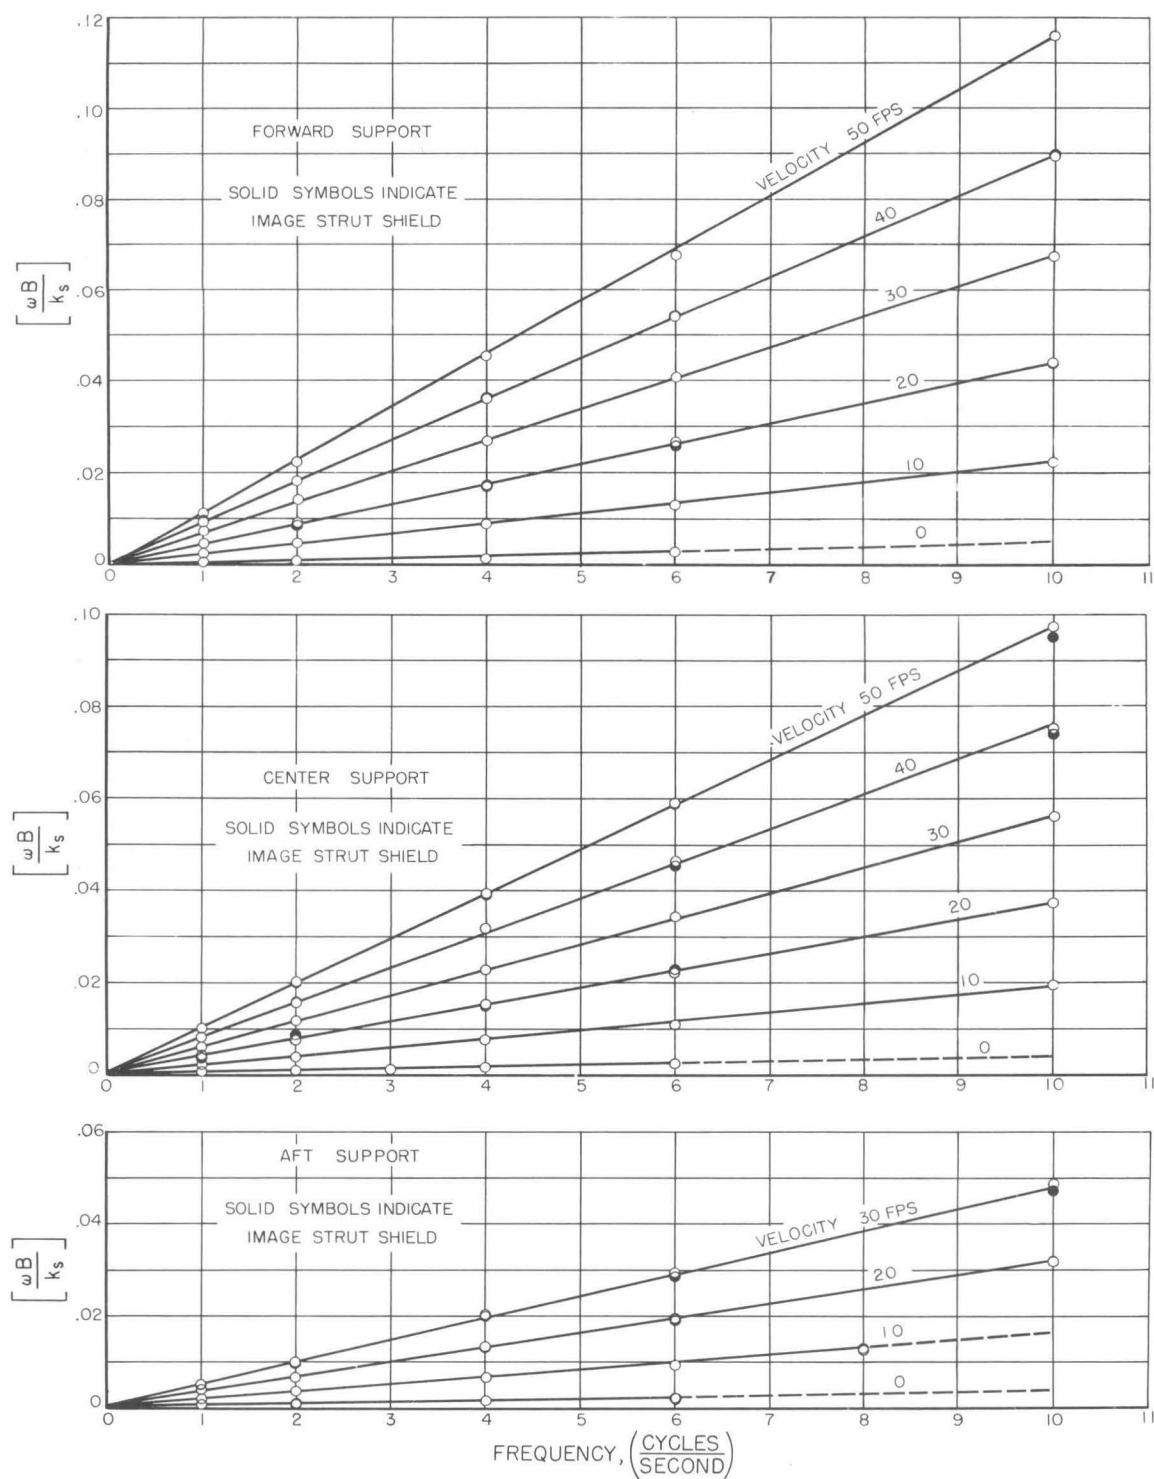 .12
.10
.08
.06
.04
.02
0
[ωB/ks]
FORWARD SUPPORT
SOLID SYMBOLS INDICATE
IMAGE STRUT SHIELD
VELOCITY 50 FPS
40
30
20
10
0
0 1 2 3 4 5 6 7 8 9 10 11
.10
.08
.06
.04
.02
0
[ωB/ks]
CENTER SUPPORT
SOLID SYMBOLS INDICATE
IMAGE STRUT SHIELD
VELOCITY 50 FPS
40
30
20
10
0
0 1 2 3 4 5 6 7 8 9 10 11
.06
.04
.02
0
[ωB/ks]
AFT SUPPORT
SOLID SYMBOLS INDICATE
IMAGE STRUT SHIELD
VELOCITY 30 FPS
20
10
0
0 1 2 3 4 5 6 7 8 9 10 11
FREQUENCY, (CYCLES/SECOND)